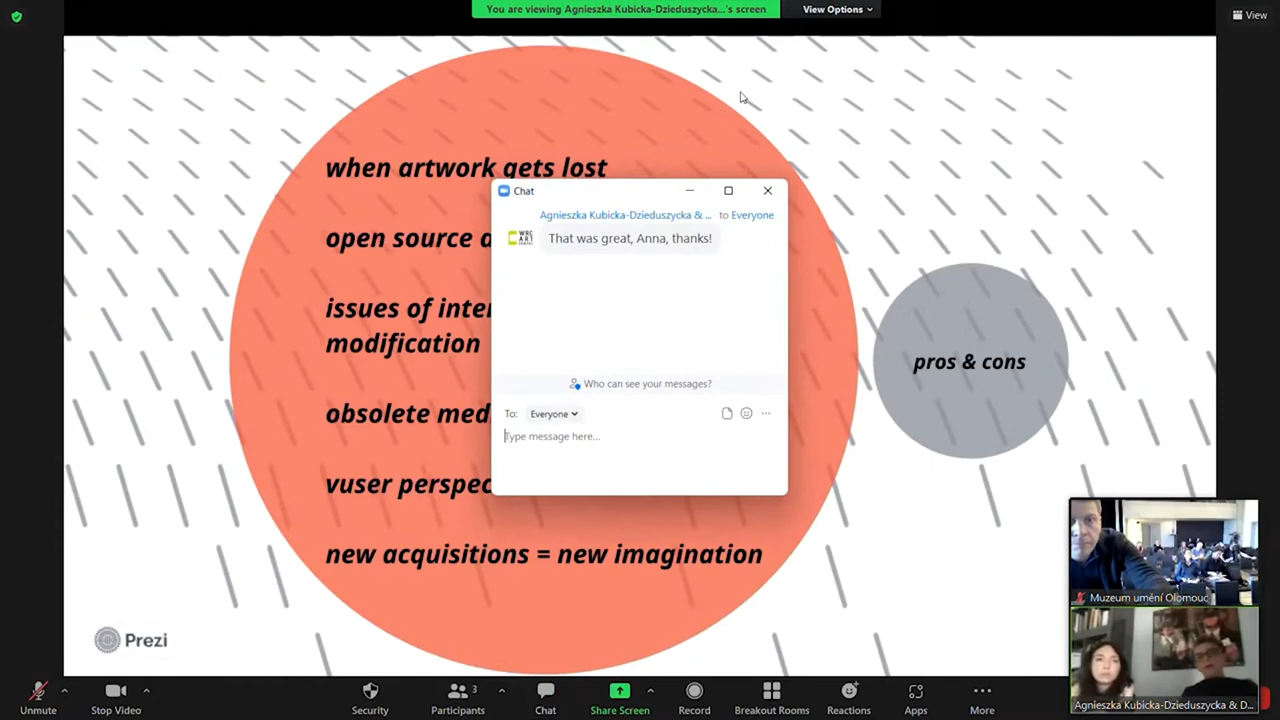 You are viewing Agnieszka Kubicka-Dzieduszycka...'s screen
View Options
View
when artwork gets lost
open source a
issues of inter
modification
obsolete med
vuser perspec
new acquisitions = new imagination
pros & cons
Chat
Agnieszka Kubicka-Dzieduszycka & ... to Everyone
WRO
ART
That was great, Anna, thanks!
Who can see your messages?
To: Everyone
Type message here...
Prezi
Muzeum umění Olomouc
Agnieszka Kubicka-Dzieduszycka & D...
Unmute
Stop Video
Security
Participants
3
Chat
Share Screen
Record
Breakout Rooms
Reactions
Apps
More